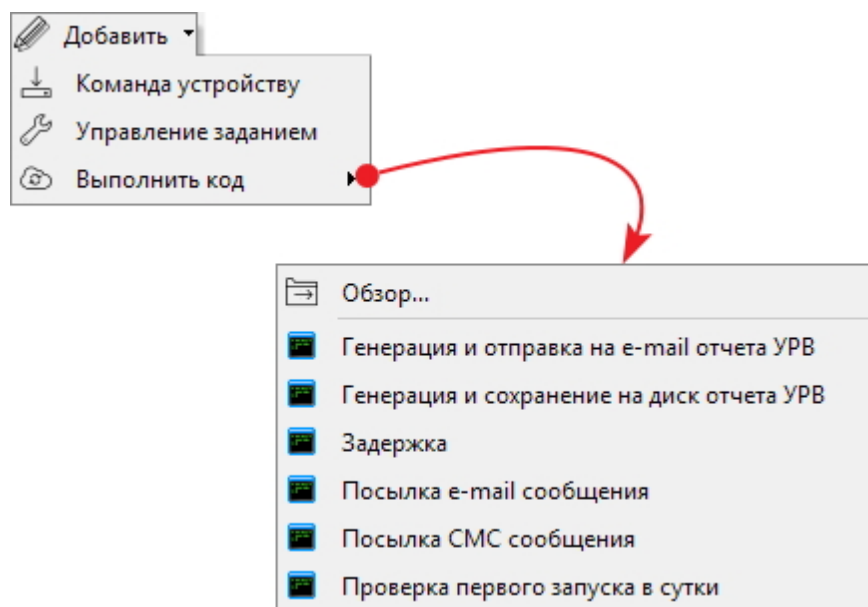 Добавить
Команда устройству
Управление заданием
Выполнить код
Обзор...
Генерация и отправка на e-mail отчета УРВ
Генерация и сохранение на диск отчета УРВ
Задержка
Посылка e-mail сообщения
Посылка СМС сообщения
Проверка первого запуска в сутки